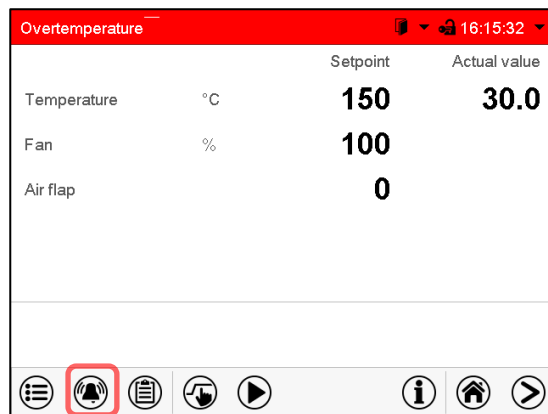 Overtemperature 16:15:32
Setpoint Actual value
Temperature °C 150 30.0
Fan % 100
Air flap 0